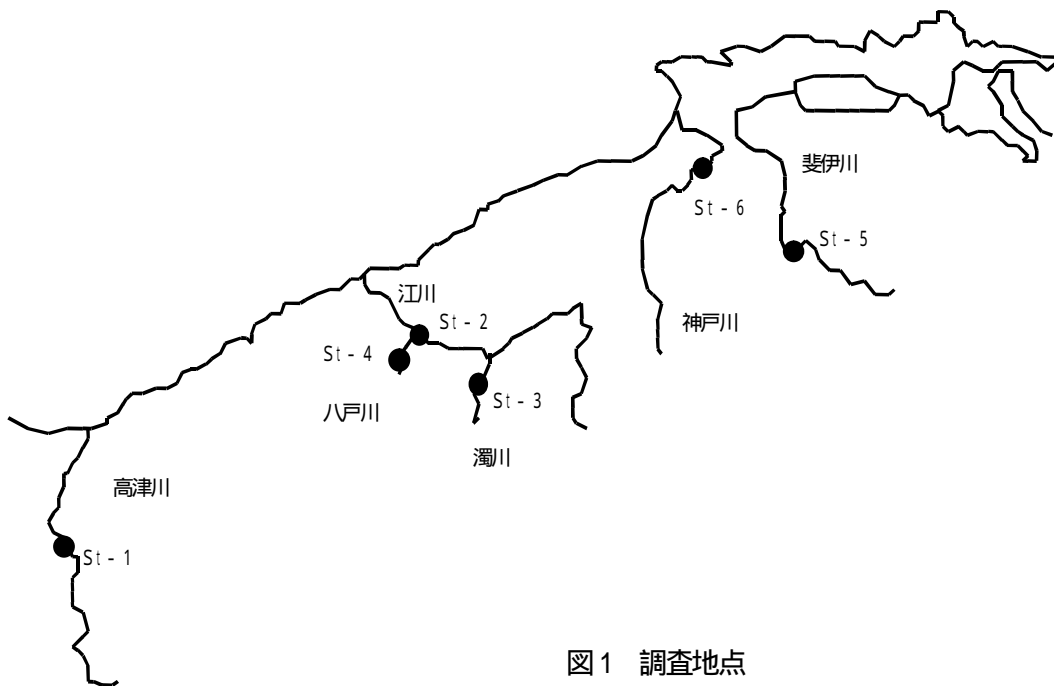 斐伊川
St-6
St-5
江川
神戸川
St-2
St-4
St-3
八戸川
濁川
高津川
St-1
図1 調査地点